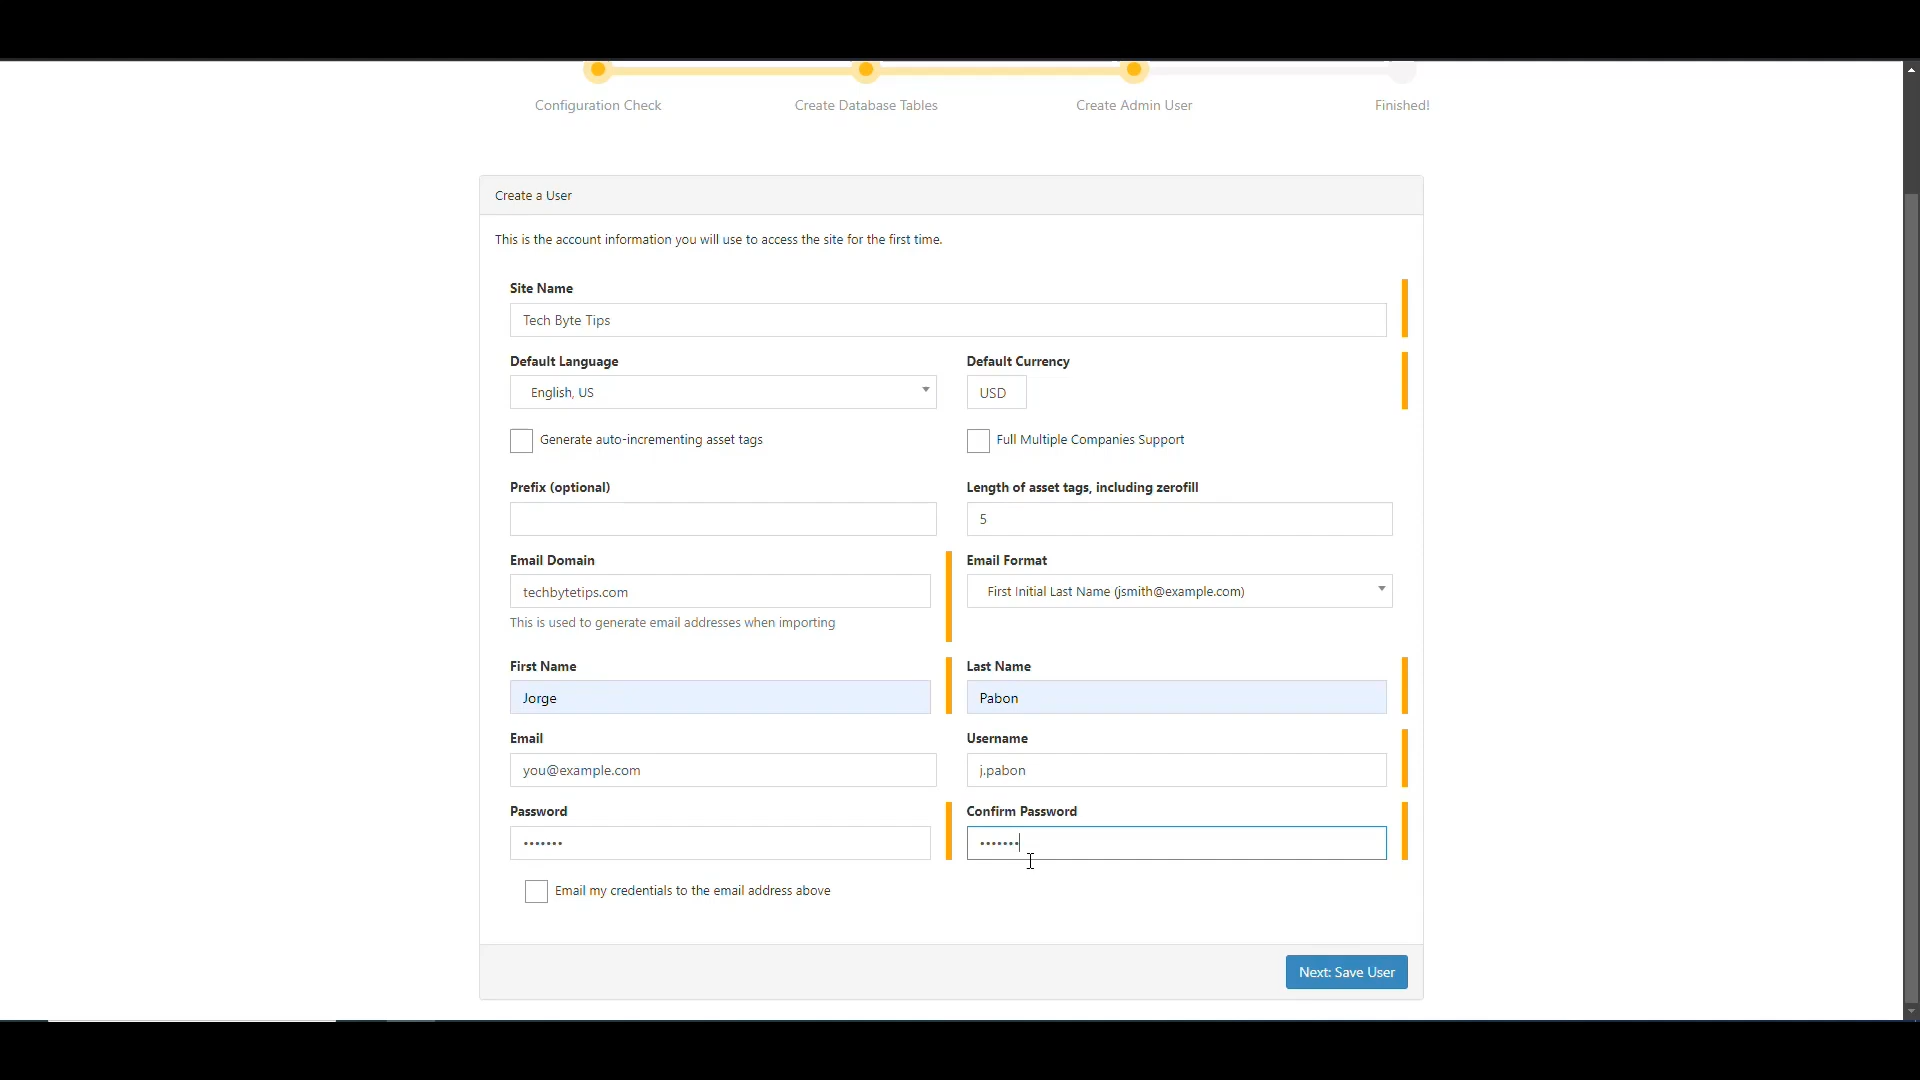 Configuration Check
Create Database Tables
Create Admin User
Finished!
Create a User
This is the account information you will use to access the site for the first time.
Site Name
Tech Byte Tips
Default Language
Default Currency
English, US
USD
Generate auto-incrementing asset tags
Full Multiple Companies Support
Prefix (optional)
Length of asset tags, including zerofill
5
Email Domain
Email Format
techbytetips.com
First Initial Last Name (jsmith@example.com)
This is used to generate email addresses when importing
First Name
Last Name
Jorge
Pabon
Email
Username
you@example.com
j.pabon
Password
Confirm Password
•••••••
•••••••
Email my credentials to the email address above
Next: Save User